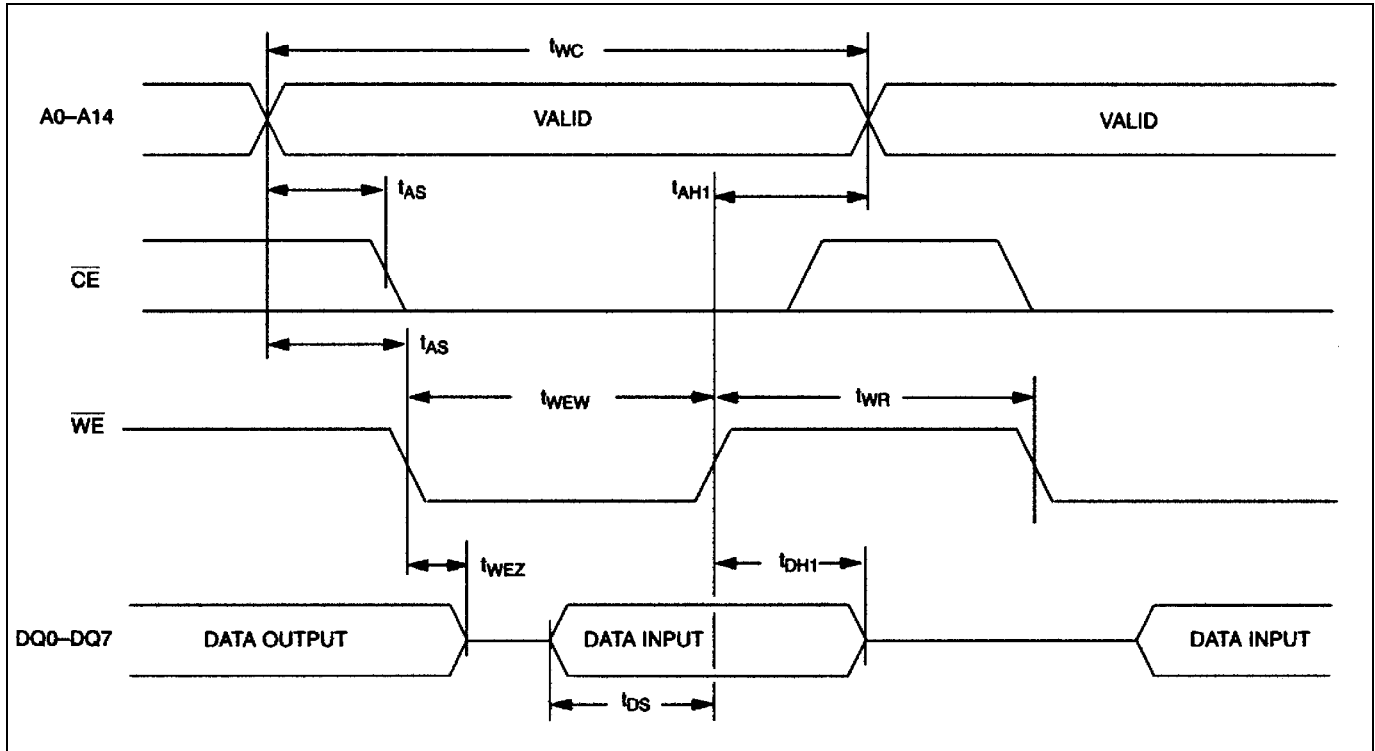 tWC
A0–A14
VALID
VALID
tAS
tAH1
CE
tAS
tWEW
tWR
WE
tWEZ
tDH1
DQ0–DQ7
DATA OUTPUT
DATA INPUT
DATA INPUT
tDS